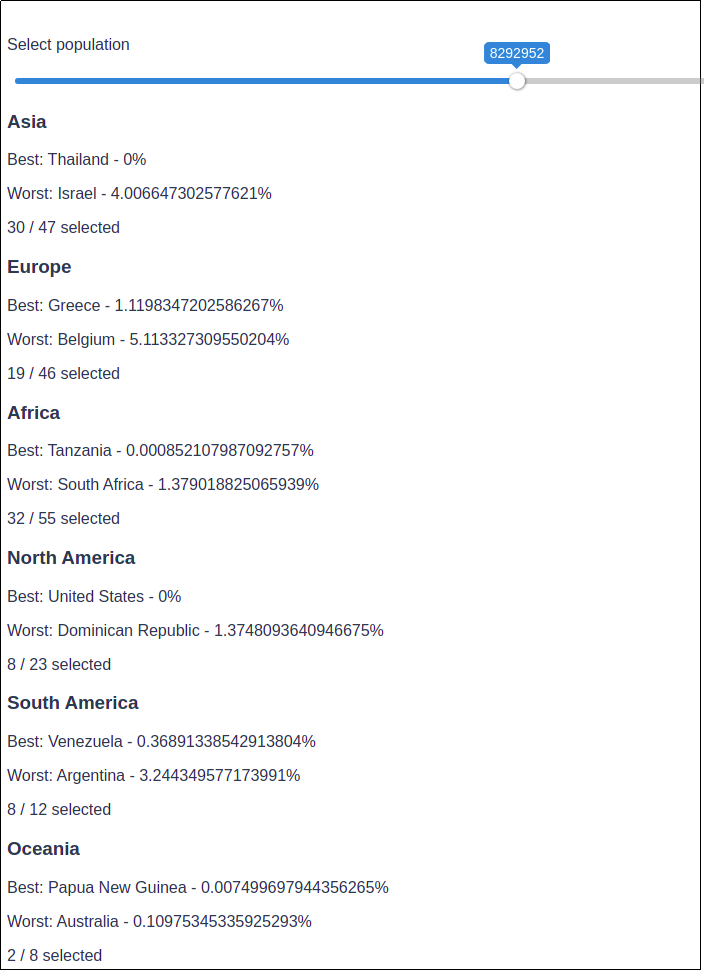 Select population
8292952
Asia
Best: Thailand - 0%
Worst: Israel - 4.006647302577621%
30 / 47 selected
Europe
Best: Greece - 1.1198347202586267%
Worst: Belgium - 5.113327309550204%
19 / 46 selected
Africa
Best: Tanzania - 0.000852107987092757%
Worst: South Africa - 1.379018825065939%
32 / 55 selected
North America
Best: United States - 0%
Worst: Dominican Republic - 1.3748093640946675%
8 / 23 selected
South America
Best: Venezuela - 0.36891338542913804%
Worst: Argentina - 3.244349577173991%
8 / 12 selected
Oceania
Best: Papua New Guinea - 0.007499697944356265%
Worst: Australia - 0.10975345335925293%
2 / 8 selected